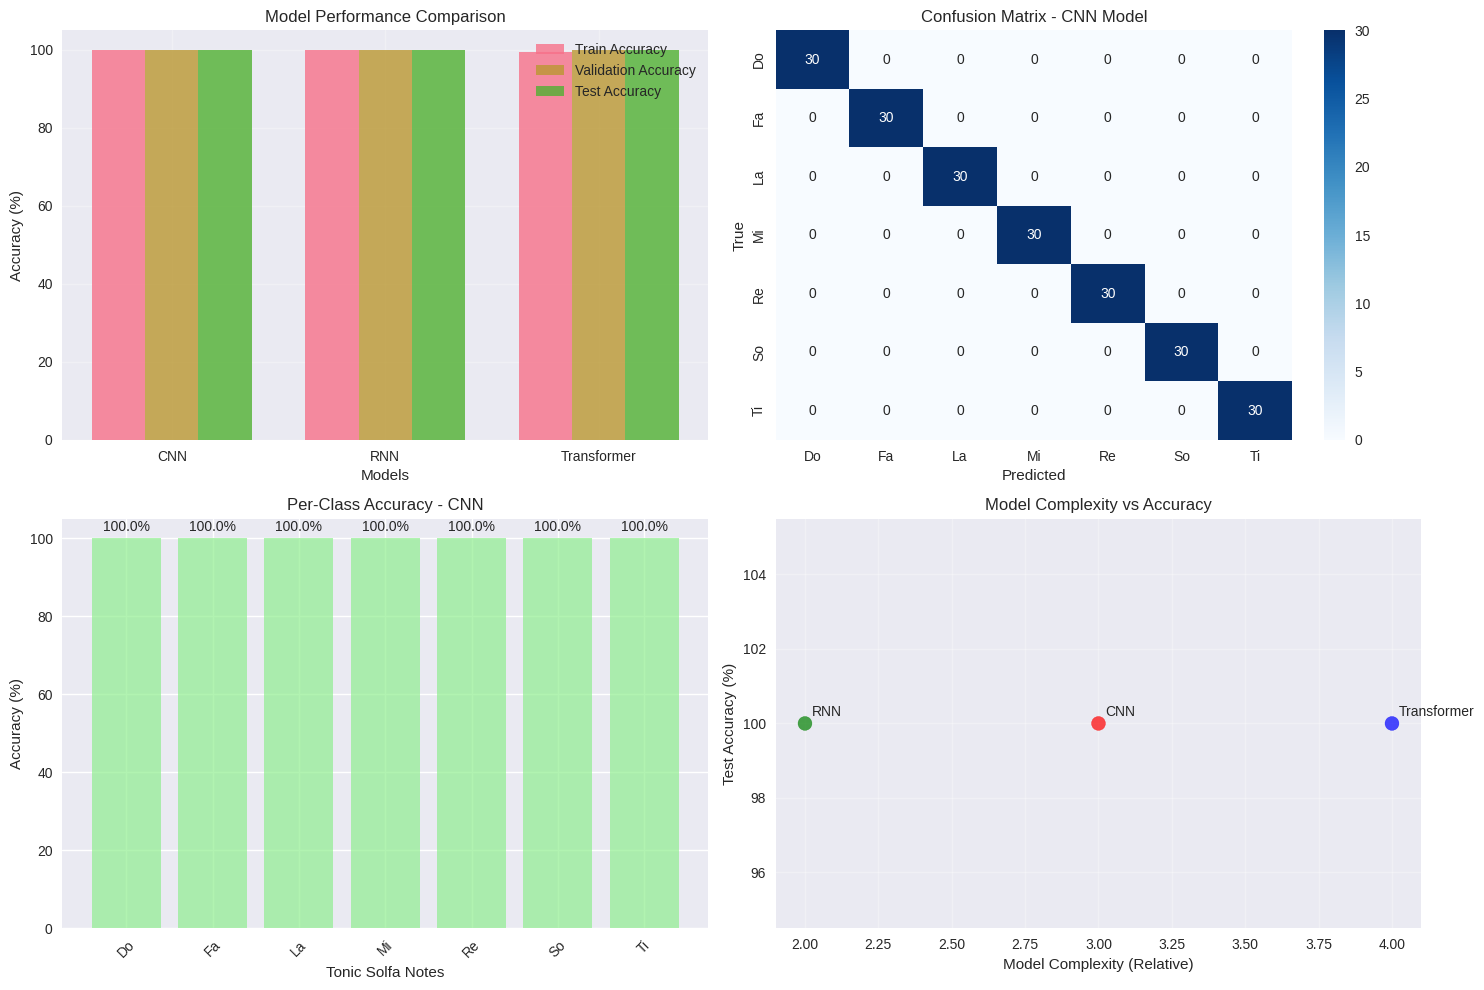 Model Performance Comparison
Accuracy (%)
100
80
60
40
20
0
Train Accuracy
Validation Accuracy
Test Accuracy
CNN RNN Transformer
Models
Confusion Matrix - CNN Model
True
Do 30 0 0 0 0 0 0
Fa 0 30 0 0 0 0 0
La 0 0 30 0 0 0 0
Mi 0 0 0 30 0 0 0
Re 0 0 0 0 30 0 0
So 0 0 0 0 0 30 0
Ti 0 0 0 0 0 0 30
Do Fa La Mi Re So Ti
Predicted
30
25
20
15
10
5
0
Per-Class Accuracy - CNN
Accuracy (%)
100.0% 100.0% 100.0% 100.0% 100.0% 100.0% 100.0%
100
80
60
40
20
0
Do Fa La Mi Re So Ti
Tonic Solfa Notes
Model Complexity vs Accuracy
Test Accuracy (%)
104
102
100
98
96
RNN CNN Transformer
2.00 2.25 2.50 2.75 3.00 3.25 3.50 3.75 4.00
Model Complexity (Relative)